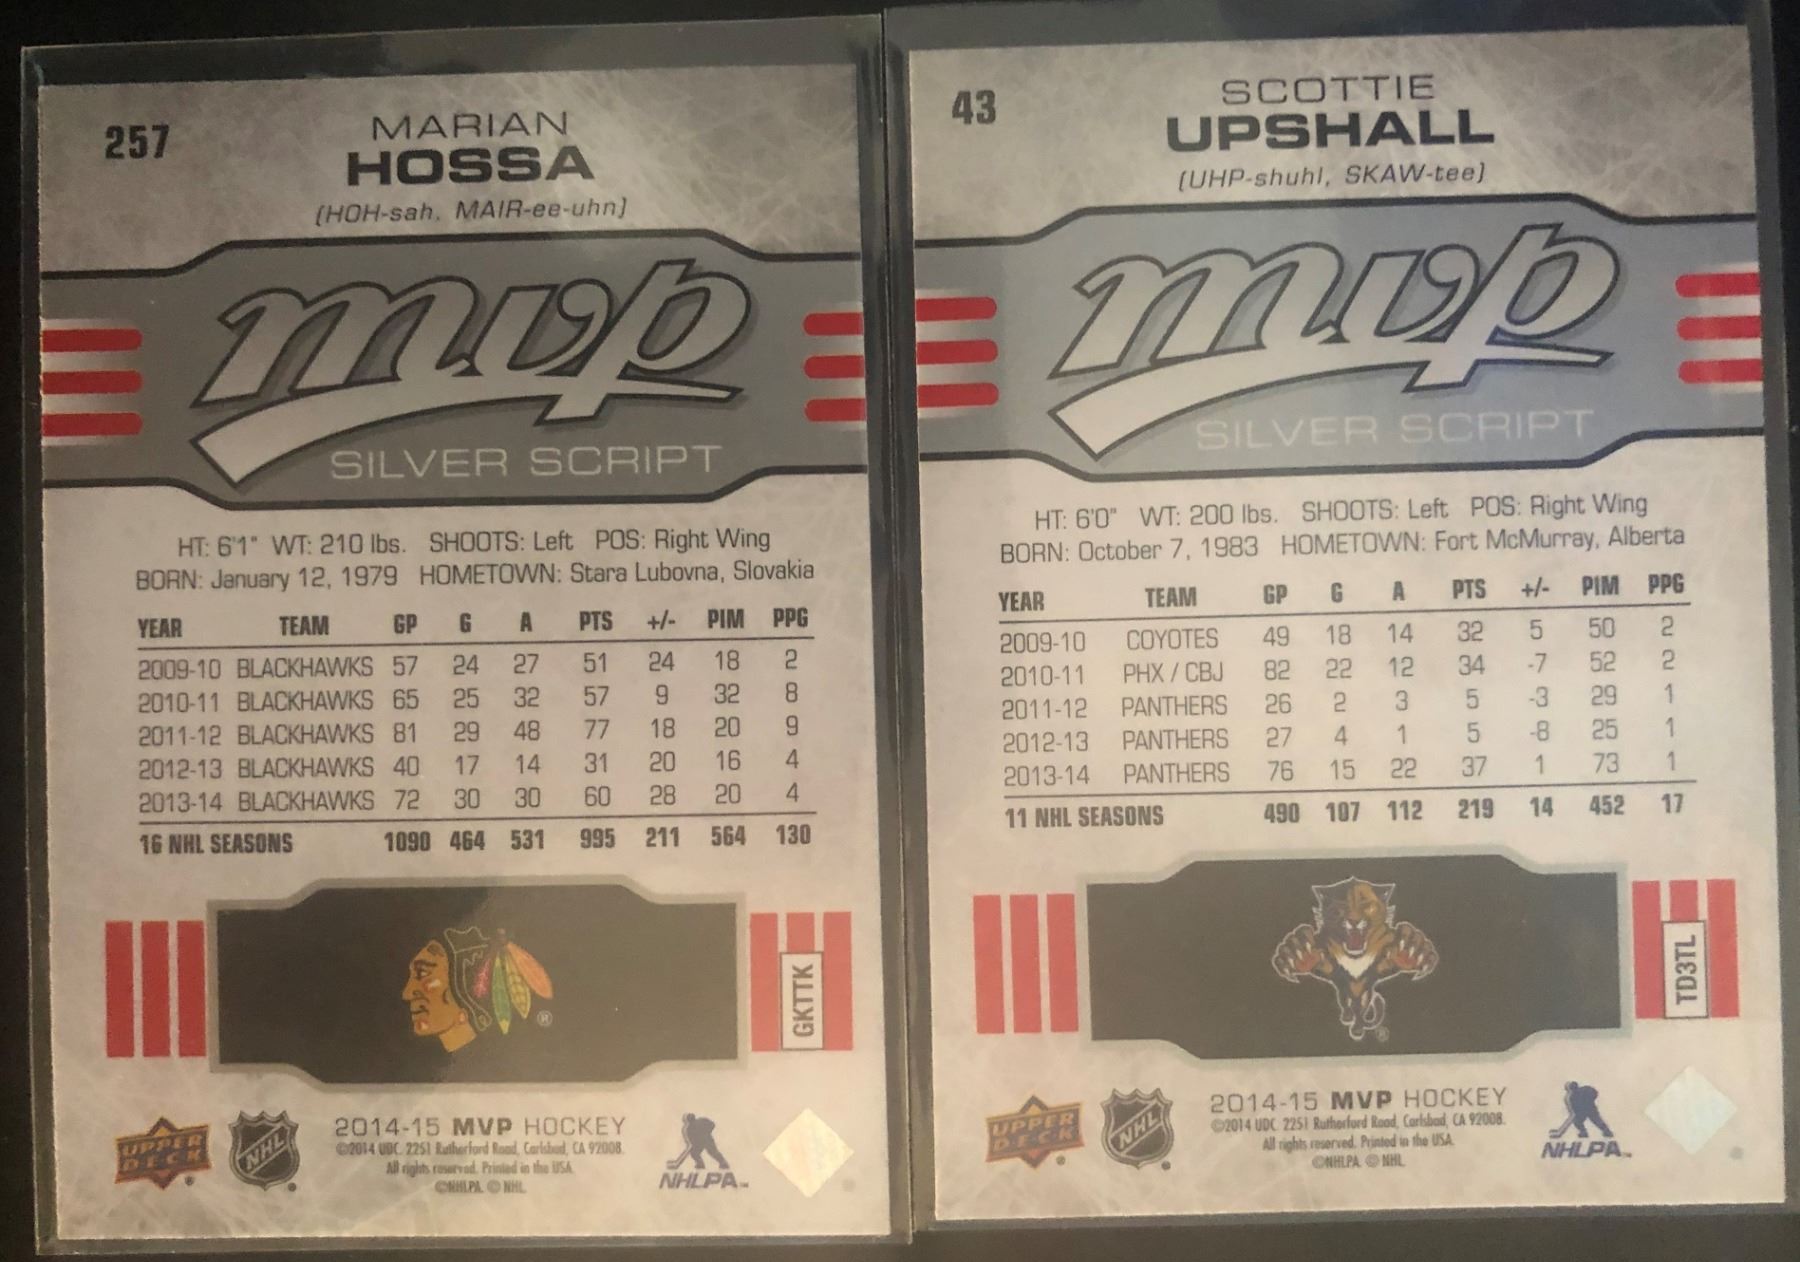 257
MARIAN
HOSSA
(HOH-sah, MAIR-ee-uhn)
mvp
SILVER SCRIPT
HT: 6'1" WT: 210 lbs. SHOOTS: Left POS: Right Wing
BORN: January 12, 1979 HOMETOWN: Stara Lubovna, Slovakia
YEAR TEAM GP G A PTS +/- PIM PPG
2009-10 BLACKHAWKS 57 24 27 51 24 18 2
2010-11 BLACKHAWKS 65 25 32 57 9 32 8
2011-12 BLACKHAWKS 81 29 48 77 18 20 9
2012-13 BLACKHAWKS 40 17 14 31 20 16 4
2013-14 BLACKHAWKS 72 30 30 60 28 20 4
16 NHL SEASONS 1090 464 531 995 211 564 130
®
GKTTK
UPPER DECK
NHL
2014-15 MVP HOCKEY
©2014 UDC. 2251 Rutherford Road, Carlsbad, CA 92008.
All rights reserved. Printed in the USA.
©NHLPA. © NHL
NHLPA™
43
SCOTTIE
UPSHALL
(UHP-shuhl, SKAW-tee)
mvp
SILVER SCRIPT
HT: 6'0" WT: 200 lbs. SHOOTS: Left POS: Right Wing
BORN: October 7, 1983 HOMETOWN: Fort McMurray, Alberta
YEAR TEAM GP G A PTS +/- PIM PPG
2009-10 COYOTES 49 18 14 32 5 50 2
2010-11 PHX / CBJ 82 22 12 34 -7 52 2
2011-12 PANTHERS 26 2 3 5 -3 29 1
2012-13 PANTHERS 27 4 1 5 -8 25 1
2013-14 PANTHERS 76 15 22 37 1 73 1
11 NHL SEASONS 490 107 112 219 14 452 17
®
TD3TL
UPPER DECK
NHL
2014-15 MVP HOCKEY
©2014 UDC. 2251 Rutherford Road, Carlsbad, CA 92008.
All rights reserved. Printed in the USA.
©NHLPA. © NHL
NHLPA™